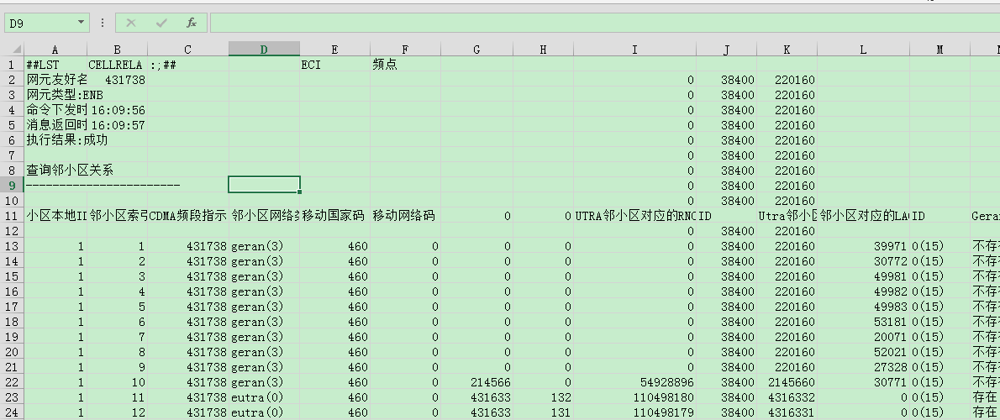 D9 fx
A B C D E F G H I J K L M
1 ##LST CELLRELA :;## ECI 频点
2 网元友好名 431738 0 38400 220160
3 网元类型:ENB 0 38400 220160
4 命令下发时 16:09:56 0 38400 220160
5 消息返回时 16:09:57 0 38400 220160
6 执行结果:成功 0 38400 220160
7 0 38400 220160
8 查询邻小区关系 0 38400 220160
9 ----------------------- 0 38400 220160
10 0 38400 220160
11 小区本地ID 邻小区索引 CDMA频段指示 邻小区网络类 移动国家码 移动网络码 0 0 UTRA邻小区对应的RNC ID Utra邻小区 邻小区对应的LAC ID Geran
12 0 38400 220160
13 1 1 431738 geran(3) 460 0 0 0 0 38400 220160 39971 0(15) 不存在
14 1 2 431738 geran(3) 460 0 0 0 0 38400 220160 30772 0(15) 不存在
15 1 3 431738 geran(3) 460 0 0 0 0 38400 220160 49981 0(15) 不存在
16 1 4 431738 geran(3) 460 0 0 0 0 38400 220160 49982 0(15) 不存在
17 1 5 431738 geran(3) 460 0 0 0 0 38400 220160 49983 0(15) 不存在
18 1 6 431738 geran(3) 460 0 0 0 0 38400 220160 53181 0(15) 不存在
19 1 7 431738 geran(3) 460 0 0 0 0 38400 220160 20071 0(15) 不存在
20 1 8 431738 geran(3) 460 0 0 0 0 38400 220160 52021 0(15) 不存在
21 1 9 431738 geran(3) 460 0 0 0 0 38400 220160 27328 0(15) 不存在
22 1 10 431738 geran(3) 460 0 214566 0 54928896 38400 2145660 30771 0(15) 不存在
23 1 11 431738 eutra(0) 460 0 431633 132 110498180 38400 4316332 0 0(15) 存在
24 1 12 431738 eutra(0) 460 0 431633 131 110498179 38400 4316331 0 0(15) 存在